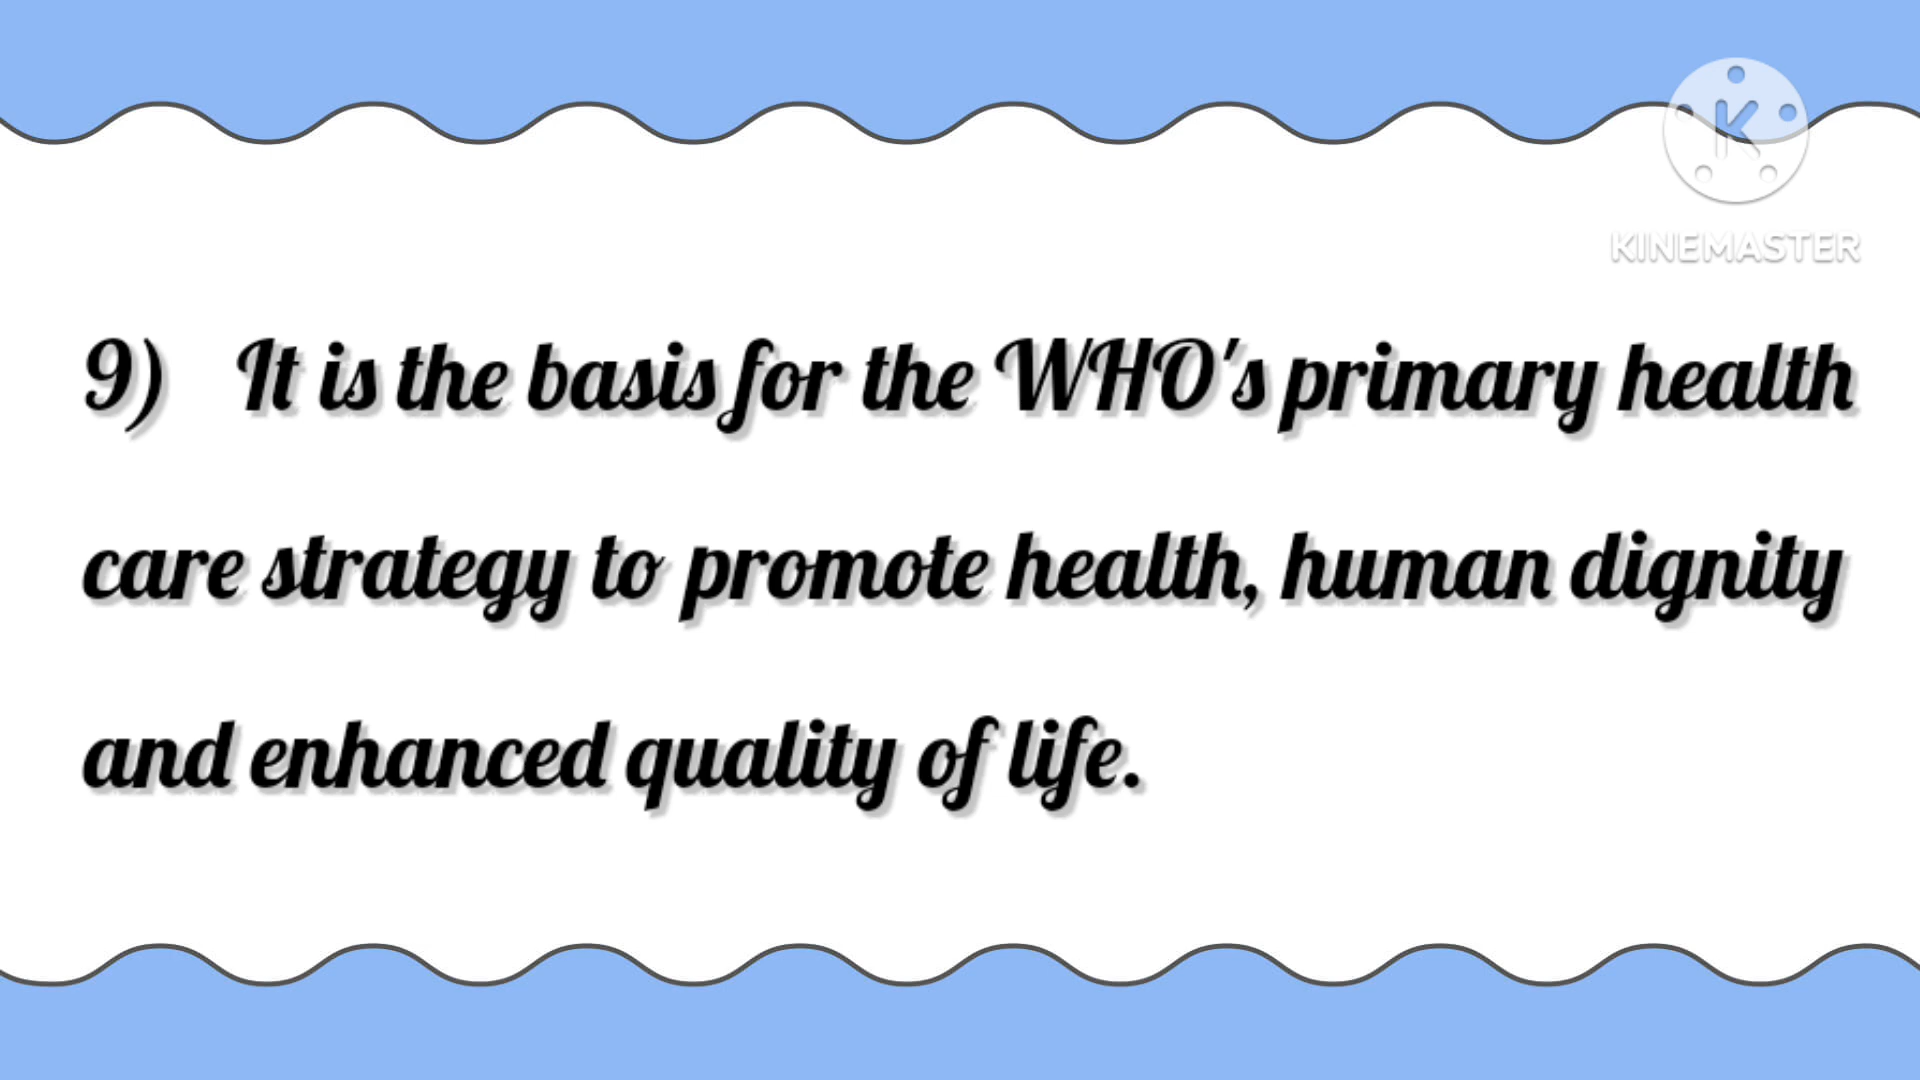 KINEMASTER
9) It is the basis for the WHO's primary health
care strategy to promote health, human dignity
and enhanced quality of life.